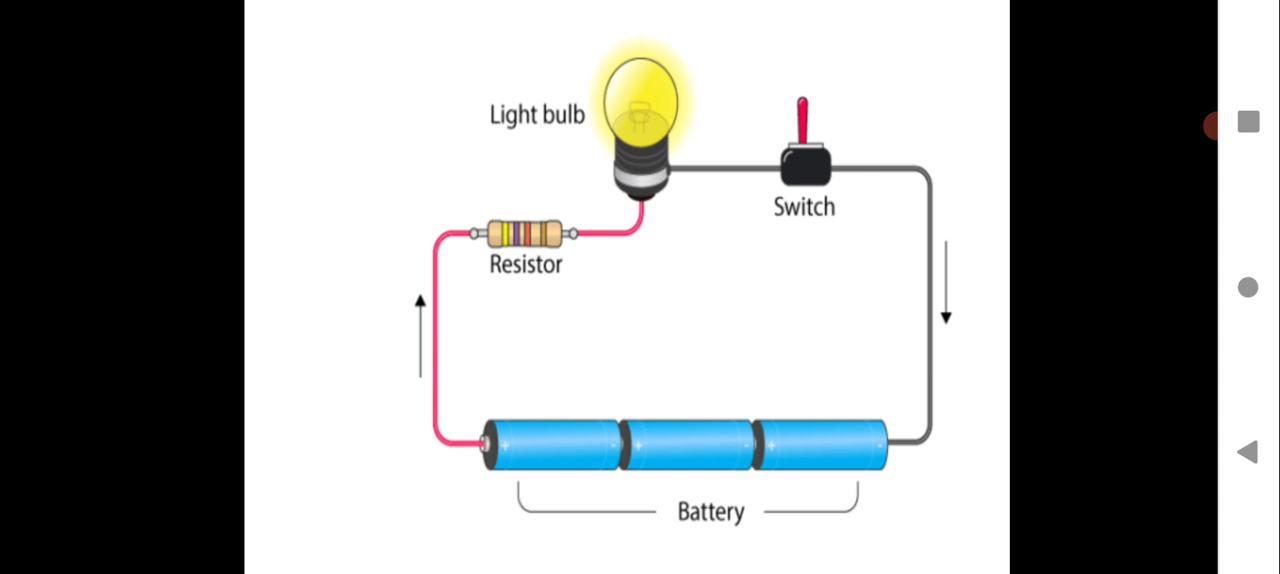 Light bulb
Switch
Resistor
+ - + - + -
Battery